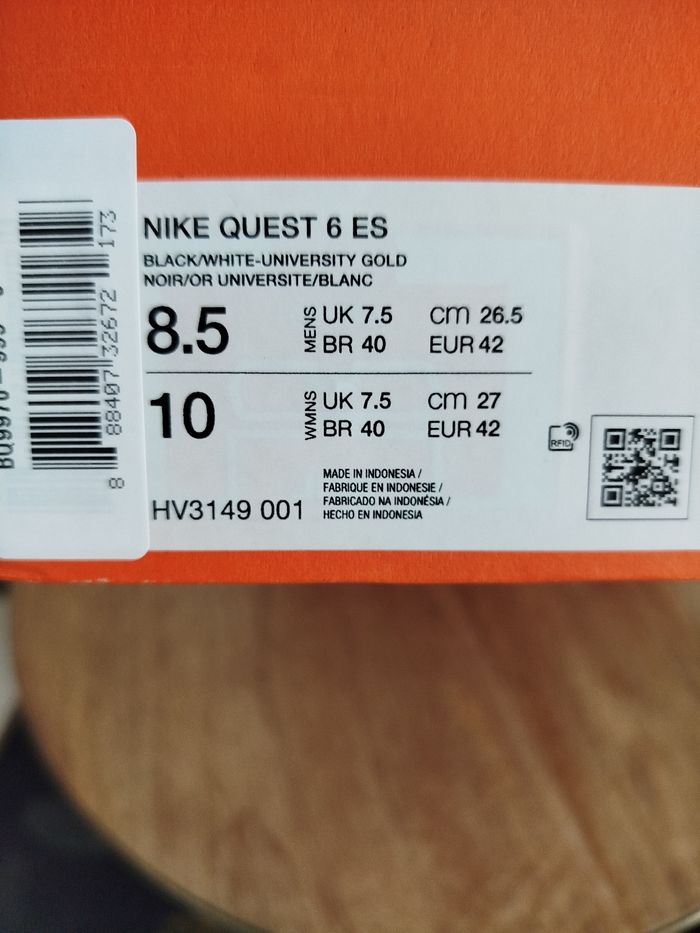 NIKE QUEST 6 ES
BLACK/WHITE-UNIVERSITY GOLD
NOIR/OR UNIVERSITE/BLANC
8.5
MENS
UK 7.5
cm 26.5
BR 40
EUR 42
10
WMNS
UK 7.5
cm 27
BR 40
EUR 42
RFID
HV3149 001
MADE IN INDONESIA /
FABRIQUE EN INDONESIE /
FABRICADO NA INDONÉSIA /
HECHO EN INDONESIA
8 88407 32672 173